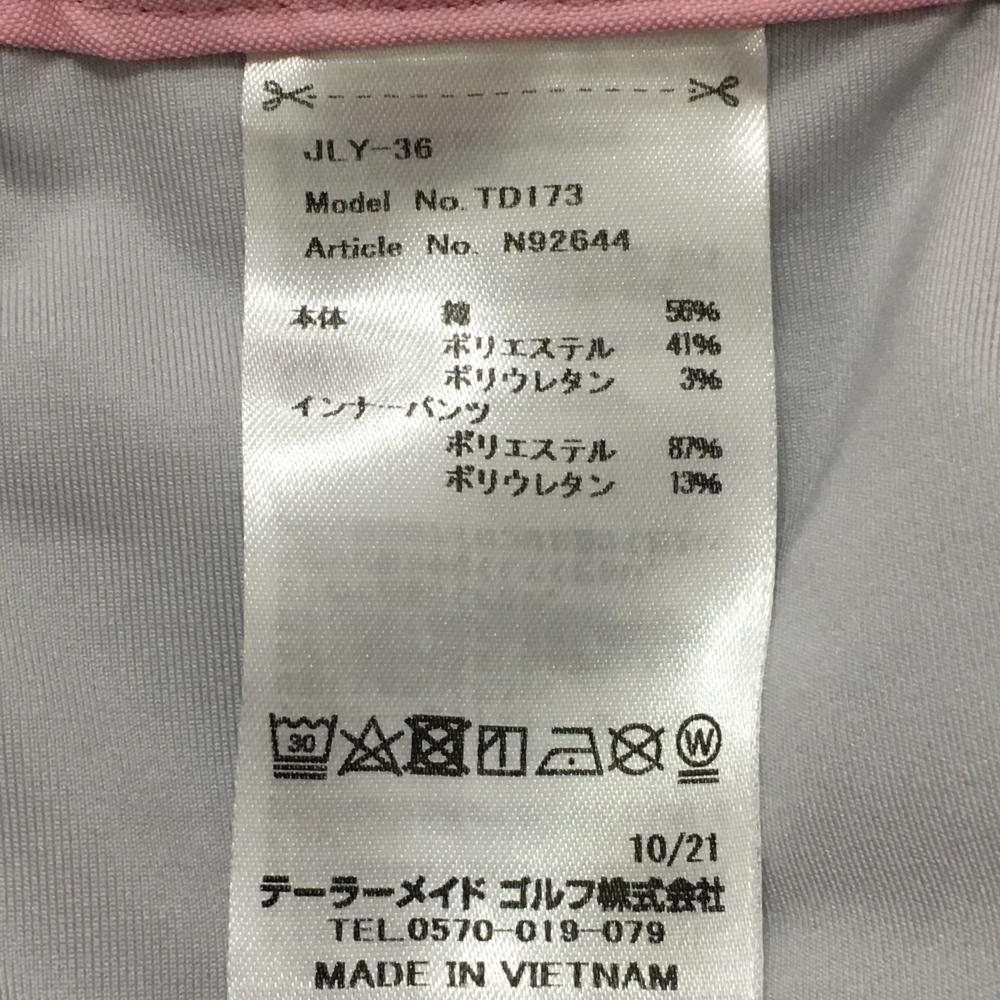 JLY-36
Model No. TD173
Article No. N92644
本体 綿 56%
ポリエステル 41%
ポリウレタン 3%
インナーパンツ
ポリエステル 87%
ポリウレタン 13%
30
W
10/21
テーラーメイド ゴルフ株式会社
TEL.0570-019-079
MADE IN VIETNAM